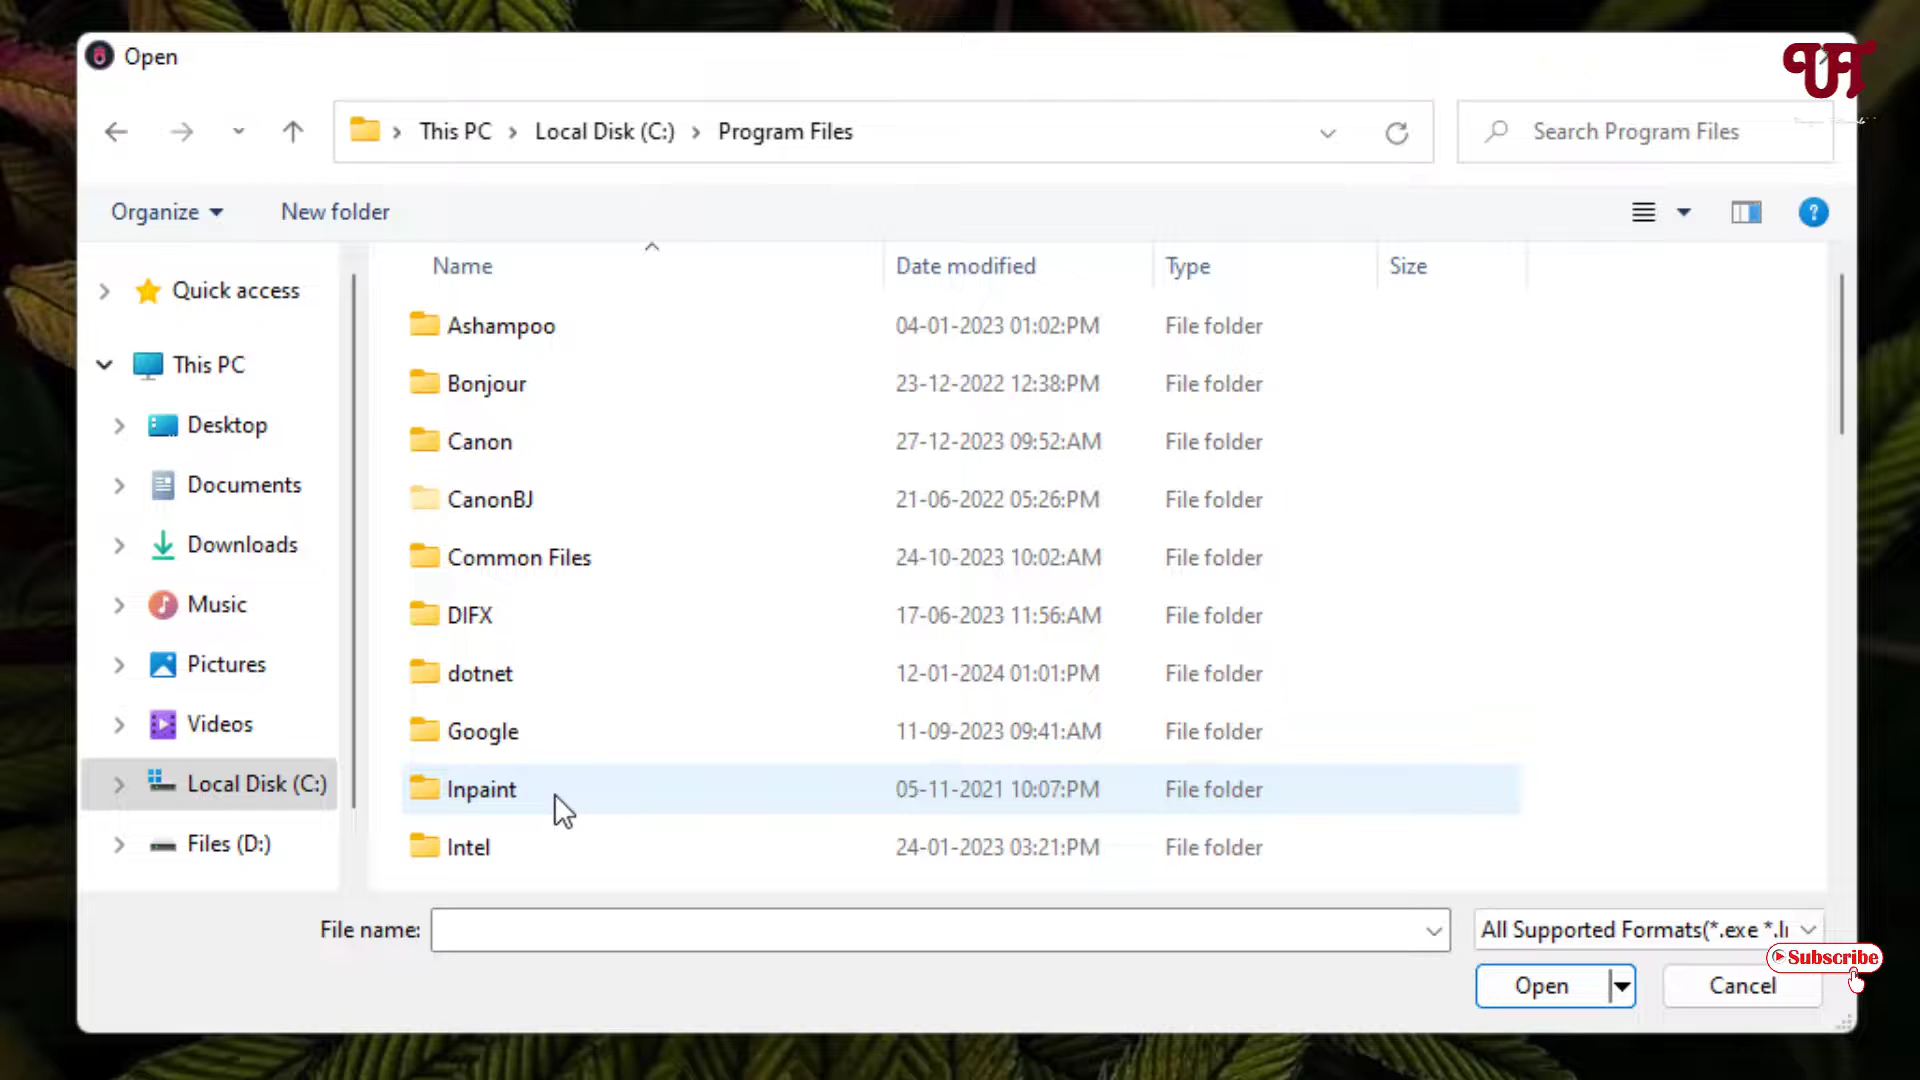 Open
This PC
Local Disk (C:)
Program Files
Search Program Files
Organize
New folder
Name
Date modified
Type
Size
Quick access
This PC
Desktop
Documents
Downloads
Music
Pictures
Videos
Local Disk (C:)
Files (D:)
Ashampoo 04-01-2023 01:02:PM File folder
Bonjour 23-12-2022 12:38:PM File folder
Canon 27-12-2023 09:52:AM File folder
CanonBJ 21-06-2022 05:26:PM File folder
Common Files 24-10-2023 10:02:AM File folder
DIFX 17-06-2023 11:56:AM File folder
dotnet 12-01-2024 01:01:PM File folder
Google 11-09-2023 09:41:AM File folder
Inpaint 05-11-2021 10:07:PM File folder
Intel 24-01-2023 03:21:PM File folder
File name:
All Supported Formats(*.exe *.l
Subscribe
Open
Cancel